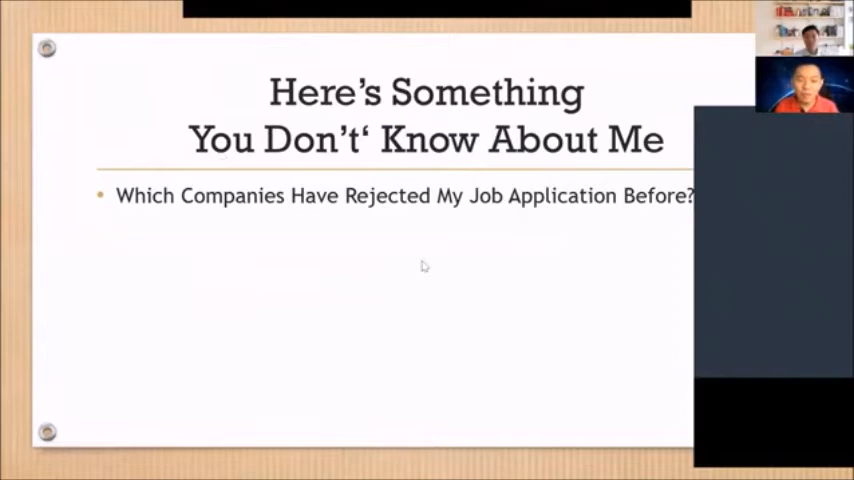 Here's Something
You Don't‘ Know About Me
• Which Companies Have Rejected My Job Application Before?